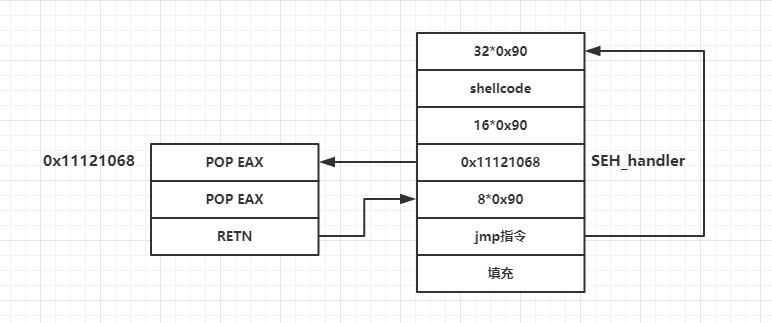 32*0x90
shellcode
16*0x90
0x11121068
POP EAX
0x11121068
SEH_handler
POP EAX
8*0x90
RETN
jmp指令
填充